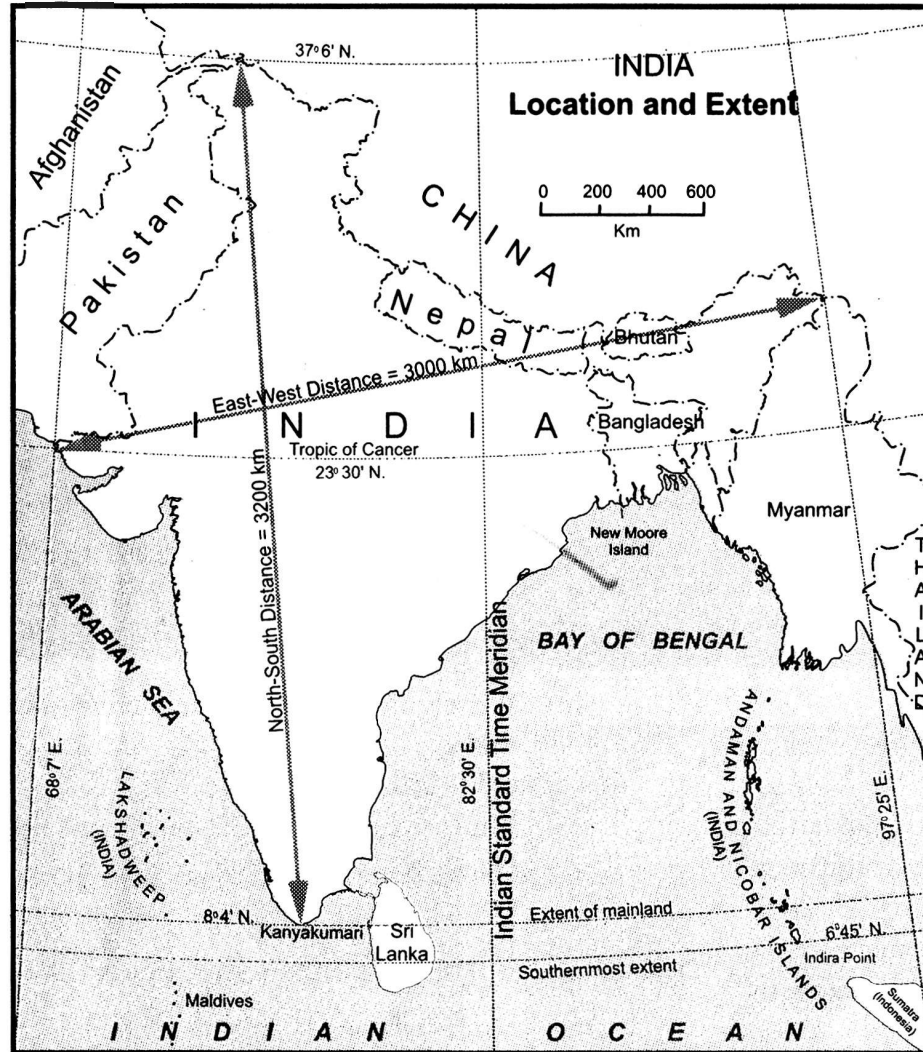 37°6' N.
INDIA
Location and Extent
Afghanistan
Pakistan
CHINA
0 200 400 600
Km
Nepal
Bhutan
East-West Distance = 3000 km
INDIA
Bangladesh
Tropic of Cancer
23°30' N.
North-South Distance = 3200 km
Myanmar
New Moore
Island
THAILAND
ARABIAN SEA
BAY OF BENGAL
Indian Standard Time Meridian
68°7' E.
82°30' E.
97°25' E.
LAKSHADWEEP
(INDIA)
ANDAMAN AND NICOBAR ISLANDS
(INDIA)
8°4' N.
Kanyakumari
Sri
Lanka
Extent of mainland
6°45' N.
Indira Point
Southernmost extent
Maldives
Sumatra
(Indonesia)
INDIAN OCEAN